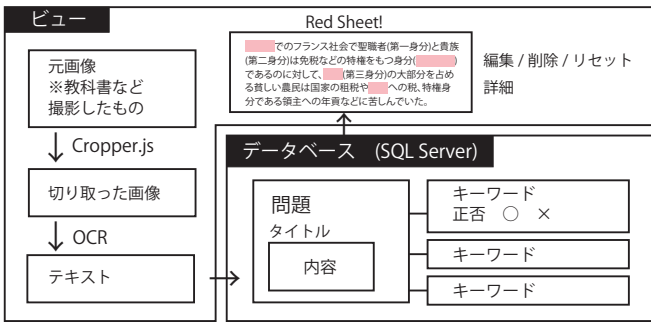 ビュー
元画像
※教科書など
撮影したもの
Cropper.js
切り取った画像
OCR
テキスト
Red Sheet!
でのフランス社会で聖職者(第一身分)と貴族
(第二身分)は免税などの特権をもつ身分( )
であるのに対して、 (第三身分)の大部分を占め
る貧しい農民は国家の租税や への税、特権身
分である領主への年貢などに苦しんでいた。
編集 / 削除 / リセット
詳細
データベース (SQL Server)
問題
タイトル
内容
キーワード
正否 ○ ×
キーワード
キーワード